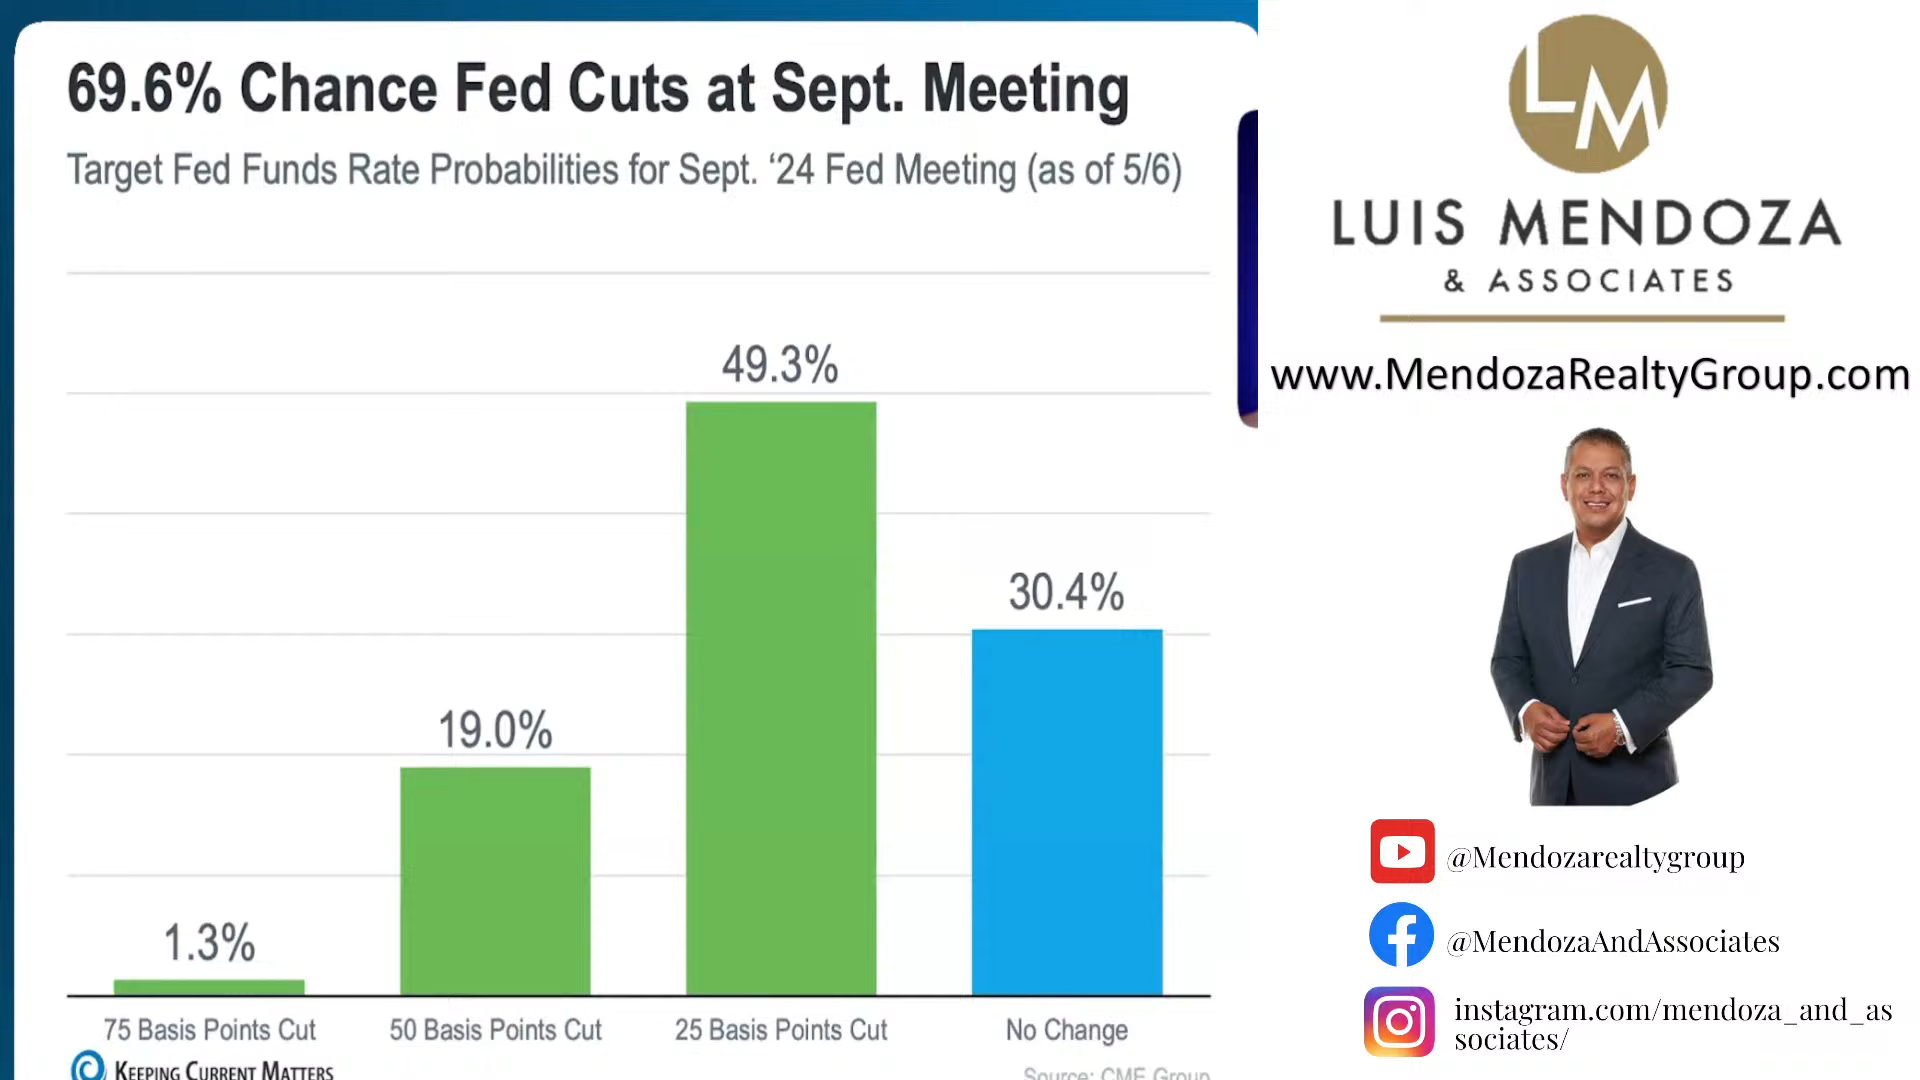 69.6% Chance Fed Cuts at Sept. Meeting
Target Fed Funds Rate Probabilities for Sept. ‘24 Fed Meeting (as of 5/6)
49.3%
30.4%
19.0%
1.3%
75 Basis Points Cut
50 Basis Points Cut
25 Basis Points Cut
No Change
KEEPING CURRENT MATTERS
Source: CME Group
LM
LUIS MENDOZA
& ASSOCIATES
www.MendozaRealtyGroup.com
@Mendozarealtygroup
@MendozaAndAssociates
instagram.com/mendoza_and_as
sociates/